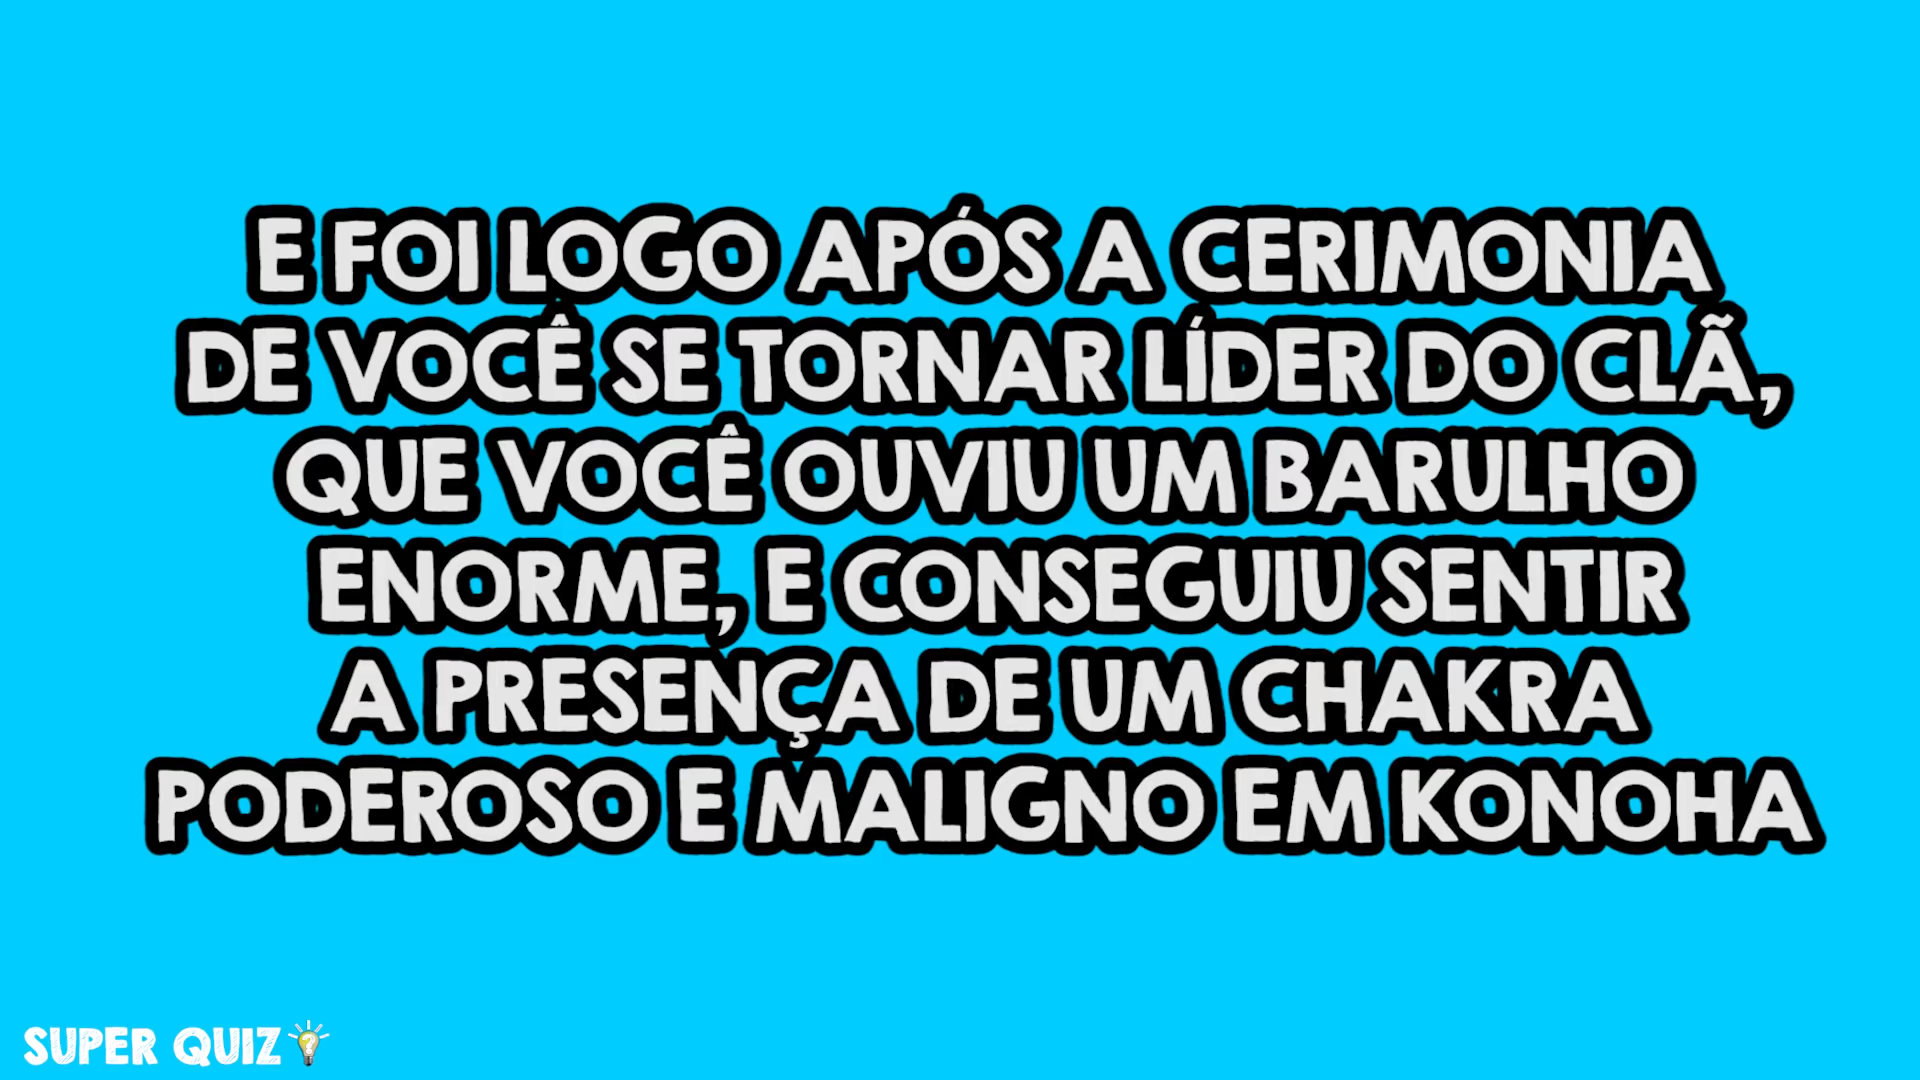 E FOI LOGO APÓS A CERIMONIA
DE VOCÊ SE TORNAR LÍDER DO CLÃ,
QUE VOCÊ OUVIU UM BARULHO
ENORME, E CONSEGUIU SENTIR
A PRESENÇA DE UM CHAKRA
PODEROSO E MALIGNO EM KONOHA
SUPER QUIZ